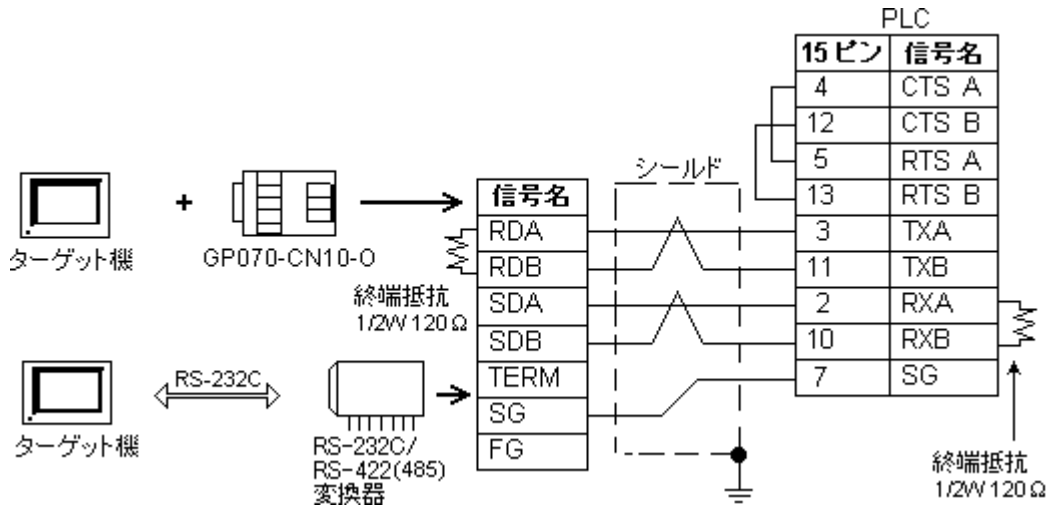 PLC
15ピン 信号名
4 CTS A
12 CTS B
5 RTS A
13 RTS B
3 TXA
11 TXB
2 RXA
10 RXB
7 SG
終端抵抗
1/2W 120Ω
シールド
信号名
RDA
RDB
SDA
SDB
TERM
SG
FG
終端抵抗
1/2W 120Ω
ターゲット機
+
GP070-CN10-O
ターゲット機
RS-232C
RS-232C/
RS-422(485)
変換器